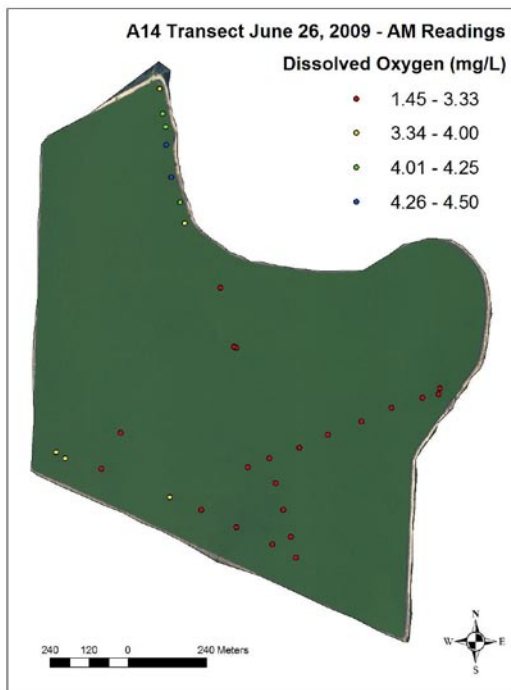 A14 Transect June 26, 2009 - AM Readings
Dissolved Oxygen (mg/L)
1.45 - 3.33
3.34 - 4.00
4.01 - 4.25
4.26 - 4.50
N
W E
S
240 120 0 240 Meters